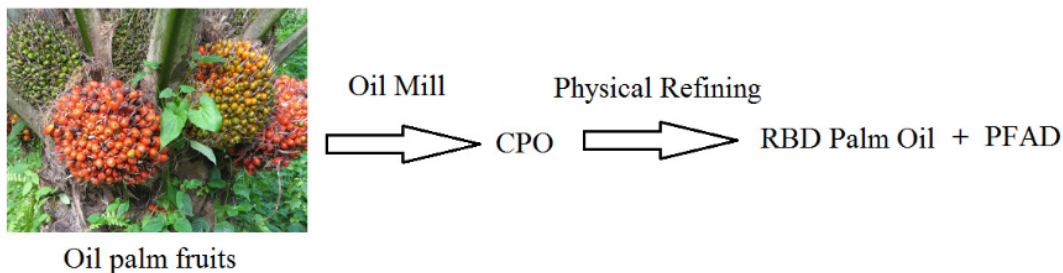 Oil Mill
Physical Refining
CPO
RBD Palm Oil + PFAD
Oil palm fruits